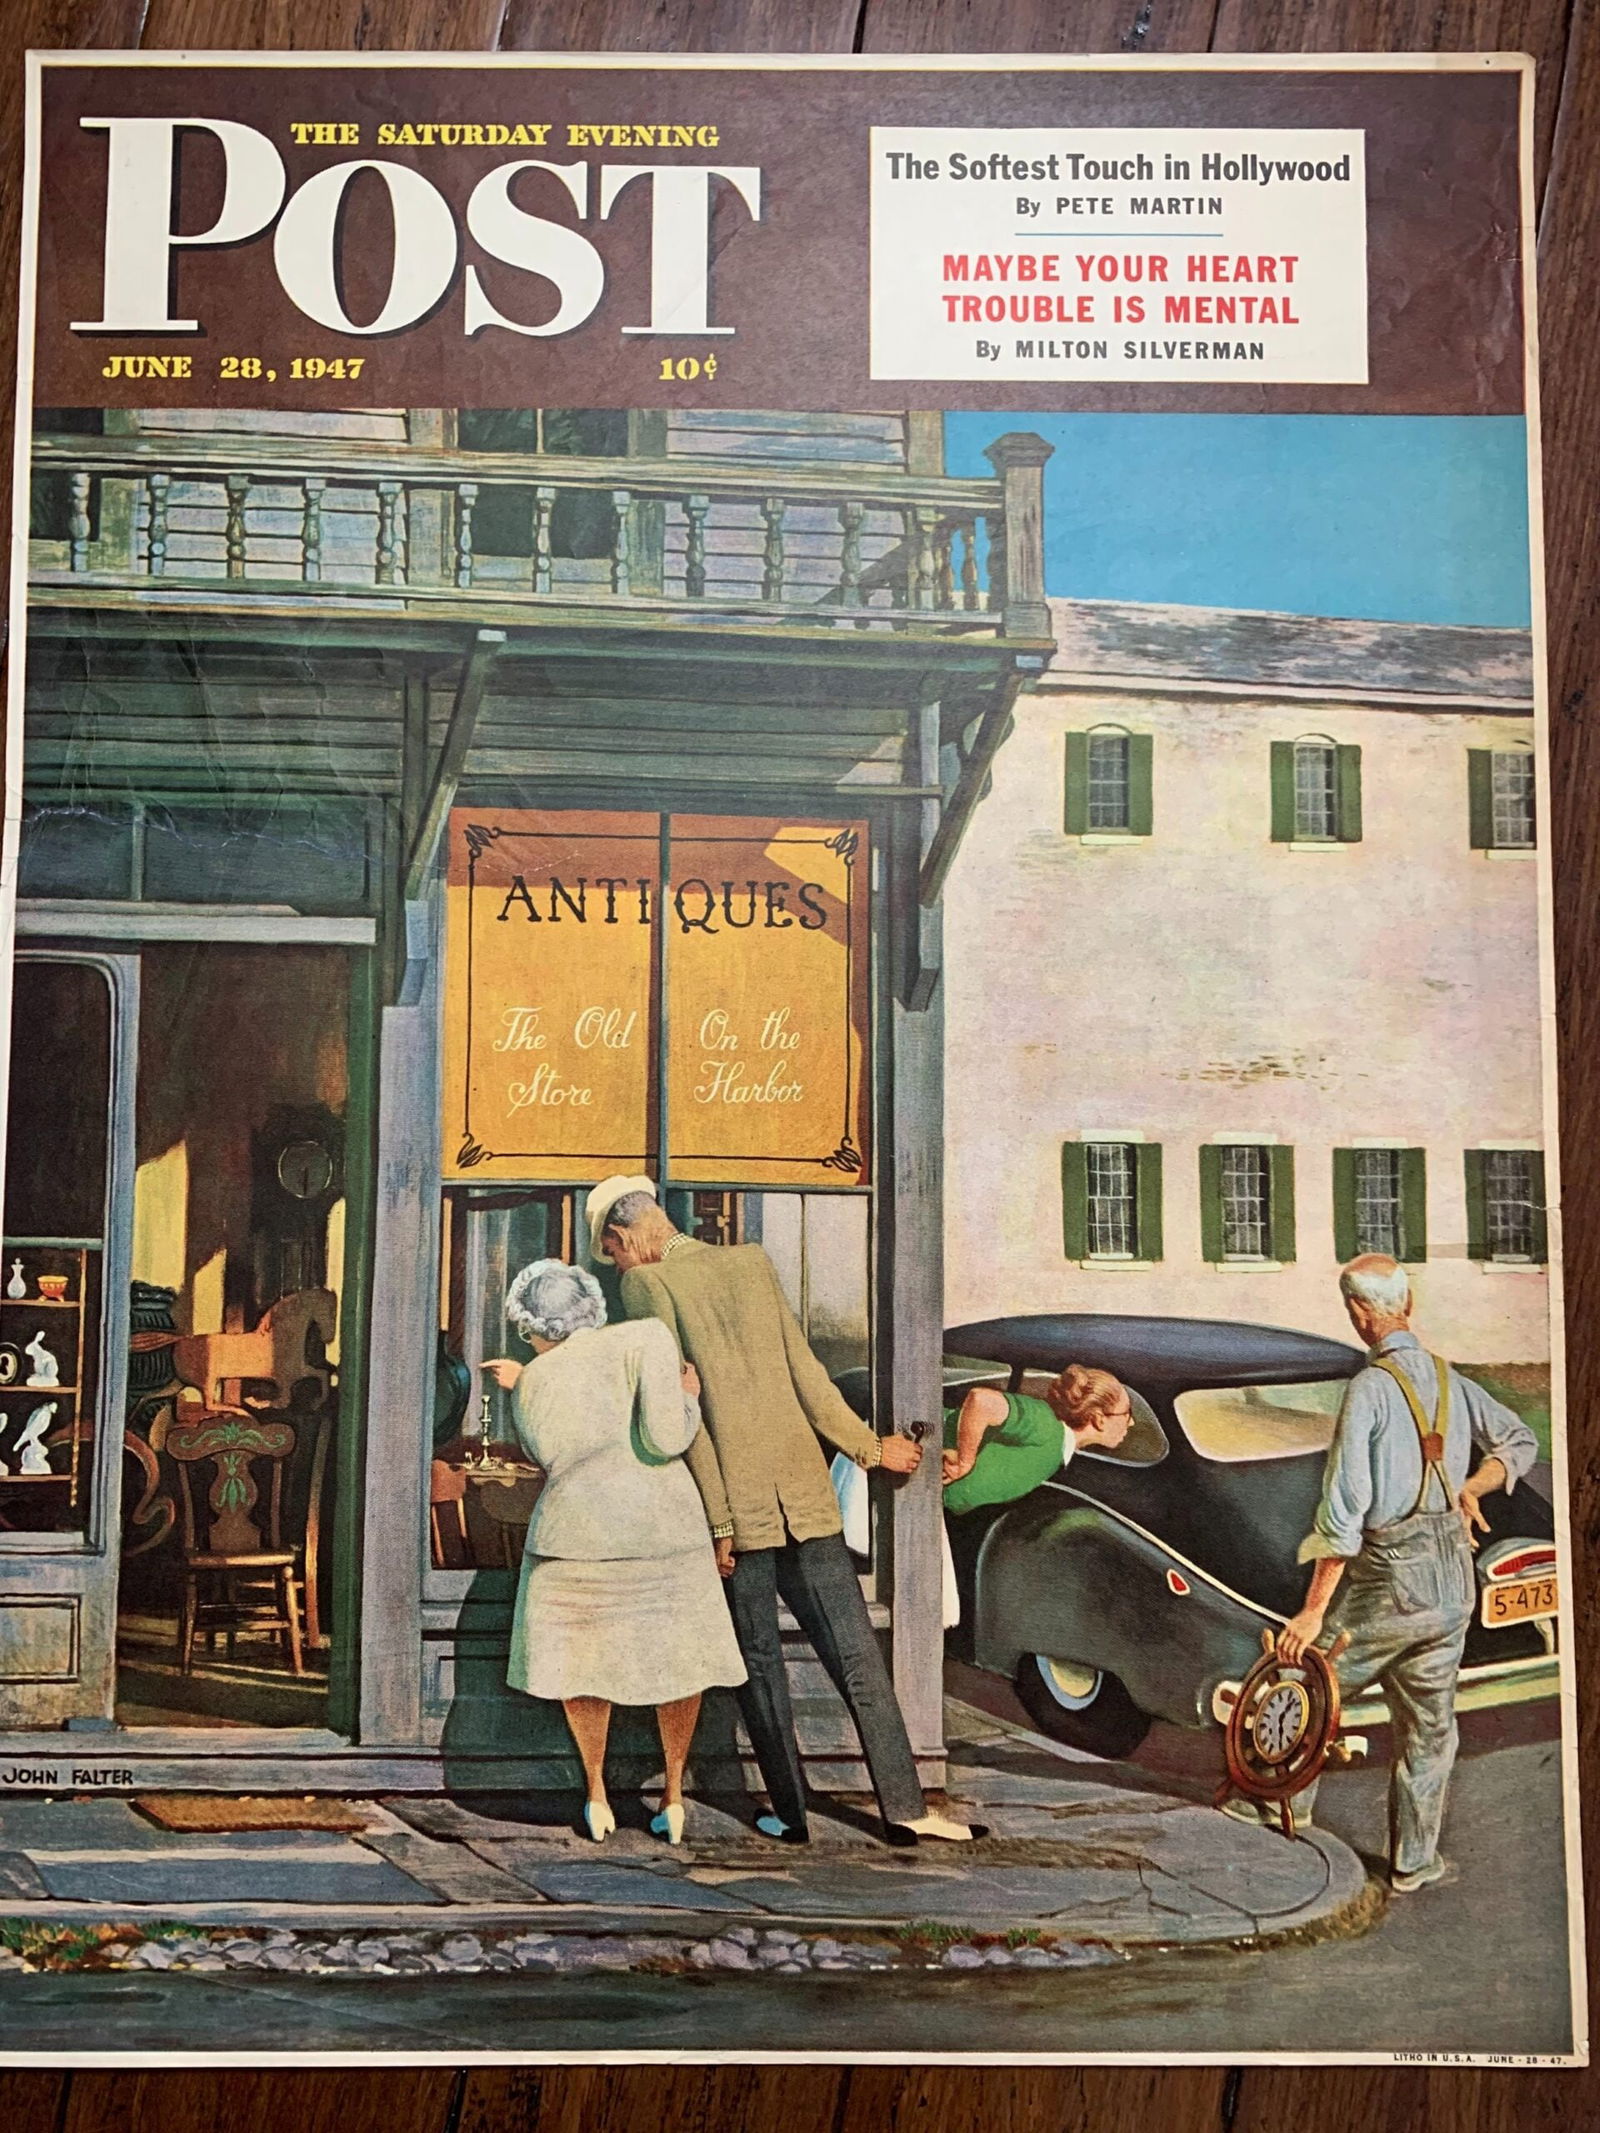 THE SATURDAY EVENING
POST
JUNE 28, 1947 10¢
The Softest Touch in Hollywood
By PETE MARTIN
MAYBE YOUR HEART
TROUBLE IS MENTAL
By MILTON SILVERMAN
ANTIQUES
The Old On the
Store Harbor
5-473
JOHN FALTER
LITHO IN U.S.A. JUNE - 28 - 47.